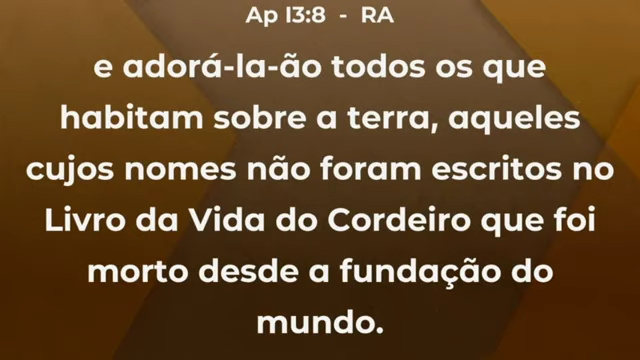 Ap 13:8 - RA
e adorá-la-ão todos os que
habitam sobre a terra, aqueles
cujos nomes não foram escritos no
Livro da Vida do Cordeiro que foi
morto desde a fundação do
mundo.